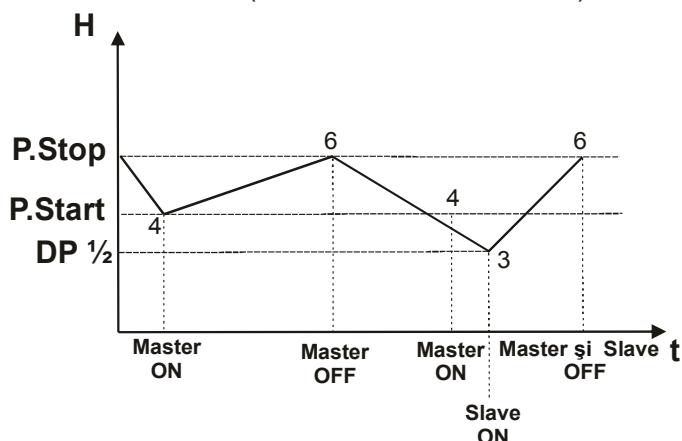 H
P.Stop
P.Start
DP ½
6
6
4
4
3
Master
ON
Master
OFF
Master
ON
Master şi Slave
OFF
t
Slave
ON